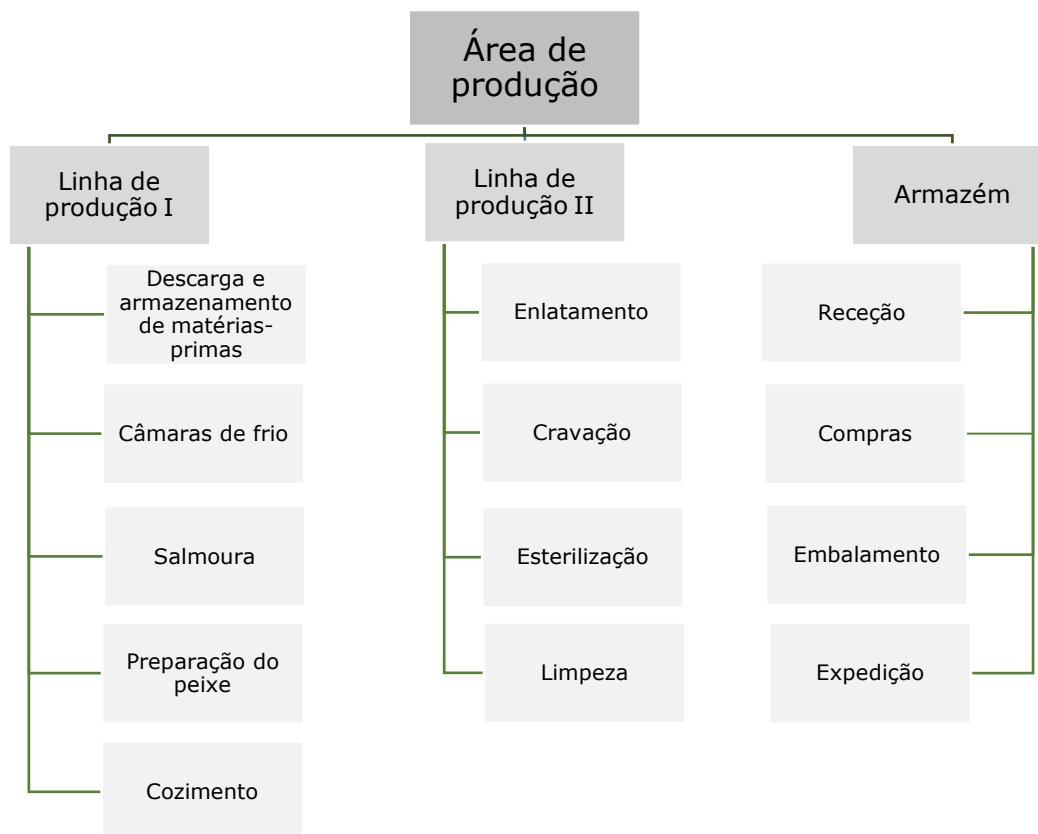 Área de
produção
Linha de
produção I
Descarga e
armazenamento
de matérias-
primas
Câmaras de frio
Salmoura
Preparação do
peixe
Cozimento
Linha de
produção II
Enlatamento
Cravação
Esterilização
Limpeza
Armazém
Receção
Compras
Embalamento
Expedição